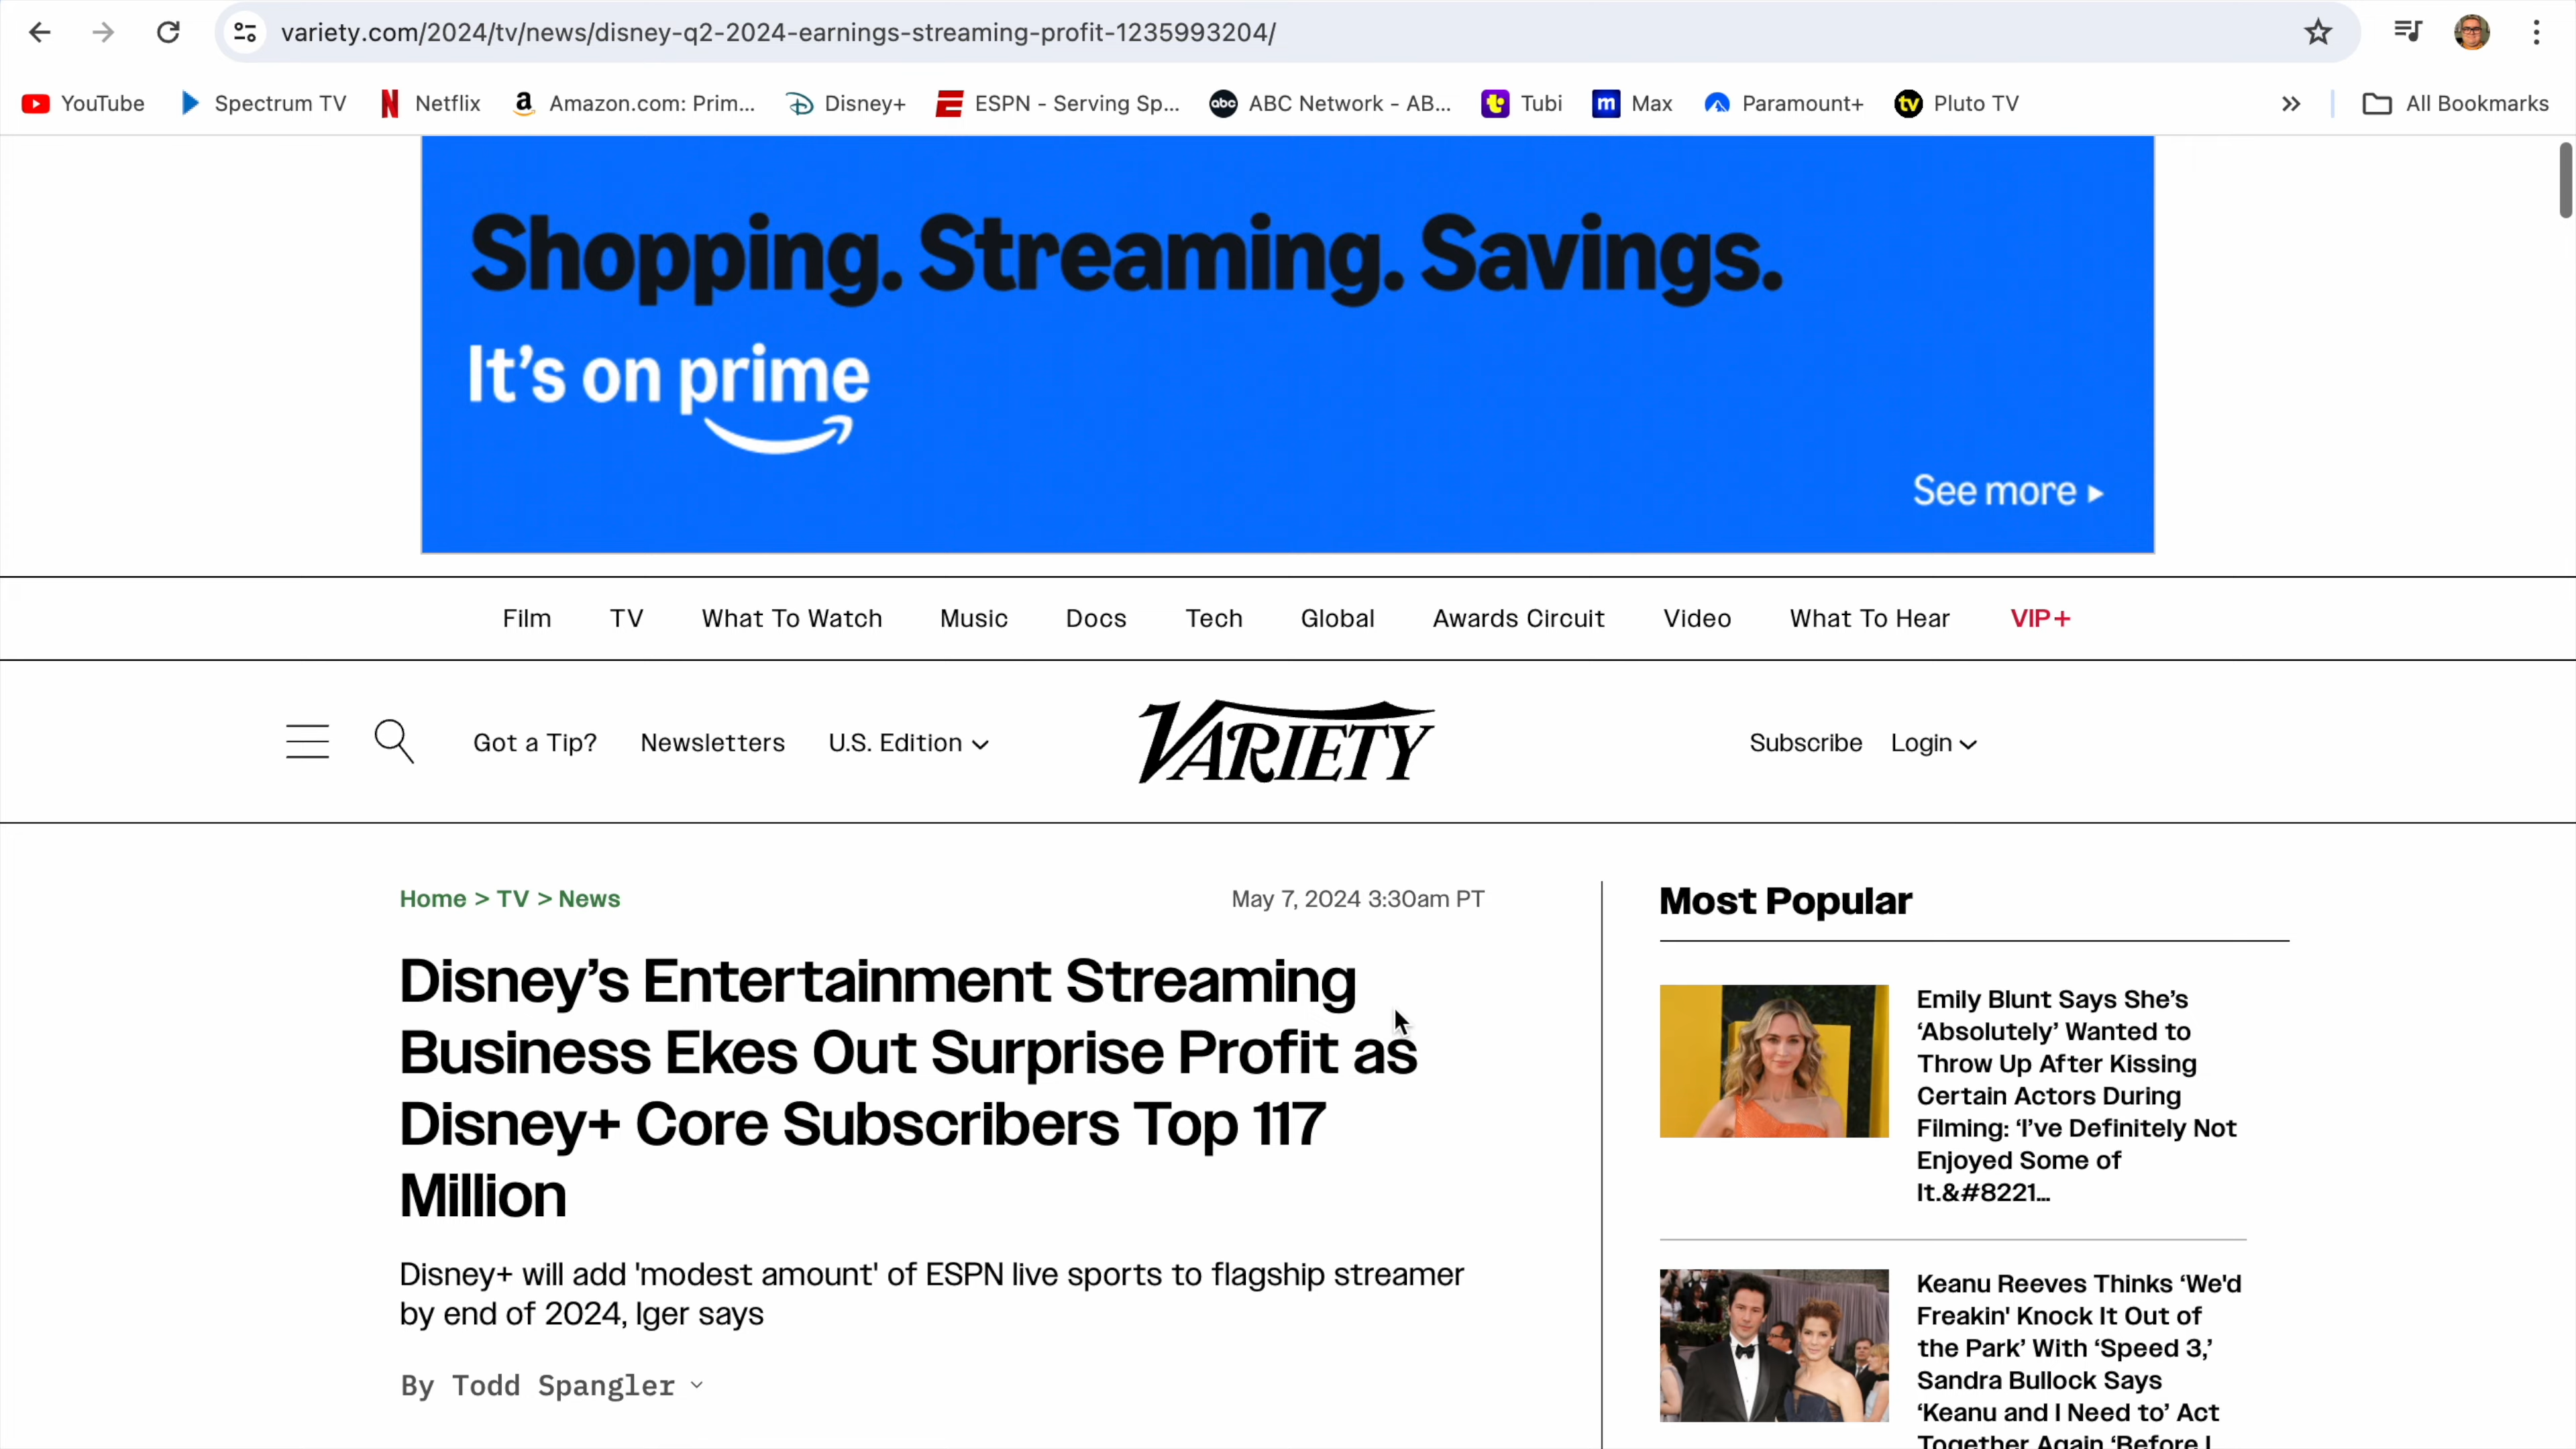 variety.com/2024/tv/news/disney-q2-2024-earnings-streaming-profit-1235993204/
YouTube Spectrum TV Netflix Amazon.com: Prim... Disney+ ESPN - Serving Sp... ABC Network - AB... Tubi Max Paramount+ Pluto TV » All Bookmarks
Shopping. Streaming. Savings.
It's on prime
See more ▸
Film TV What To Watch Music Docs Tech Global Awards Circuit Video What To Hear VIP+
Got a Tip? Newsletters U.S. Edition VARIETY Subscribe Login
Home > TV > News May 7, 2024 3:30am PT
Disney’s Entertainment Streaming
Business Ekes Out Surprise Profit as
Disney+ Core Subscribers Top 117
Million
Disney+ will add 'modest amount' of ESPN live sports to flagship streamer
by end of 2024, Iger says
By Todd Spangler
Most Popular
Emily Blunt Says She’s
‘Absolutely’ Wanted to
Throw Up After Kissing
Certain Actors During
Filming: ‘I’ve Definitely Not
Enjoyed Some of
It.&#8221...
Keanu Reeves Thinks ‘We'd
Freakin' Knock It Out of
the Park’ With ‘Speed 3,’
Sandra Bullock Says
‘Keanu and I Need to’ Act
Together Again ‘Before I